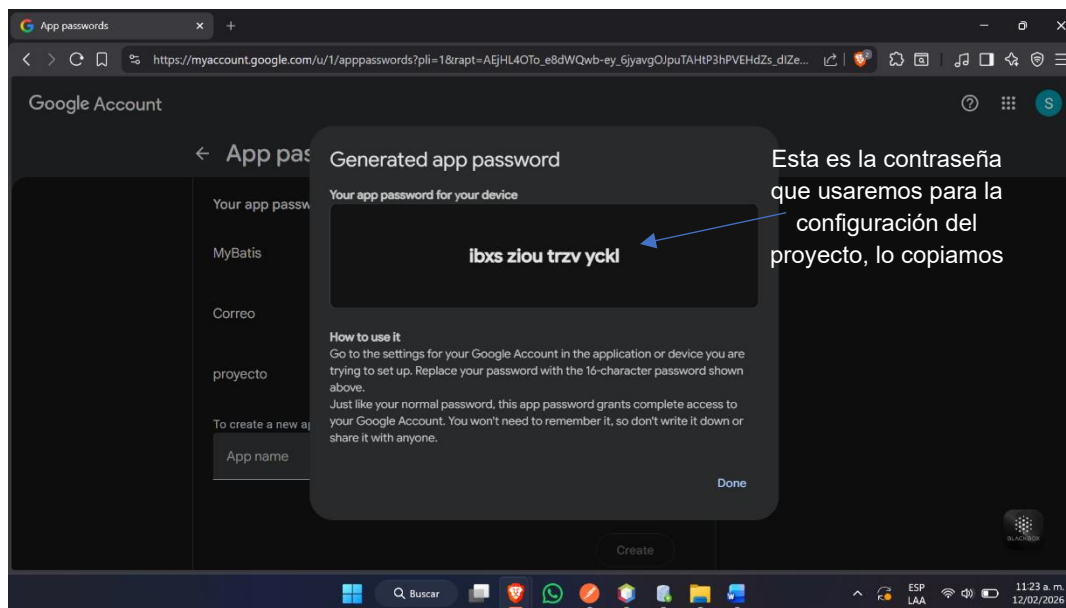 App passwords
https://myaccount.google.com/u/1/apppasswords?pli=1&rapt=AEjHL4OTo_e8dWQwb-ey_6jyavgOJpuTAHtP3hPVEHdZs_dIZe...
Google Account
S
App pas
Generated app password
Your app passw
Your app password for your device
MyBatis
ibxs ziou trzv yckl
Esta es la contraseña
que usaremos para la
configuración del
proyecto, lo copiamos
Correo
How to use it
Go to the settings for your Google Account in the application or device you are
trying to set up. Replace your password with the 16-character password shown
above.
Just like your normal password, this app password grants complete access to
your Google Account. You won't need to remember it, so don't write it down or
share it with anyone.
proyecto
To create a new ap
App name
Done
Create
BLACKBOX
Buscar
ESP
LAA
11:23 a. m.
12/02/2026